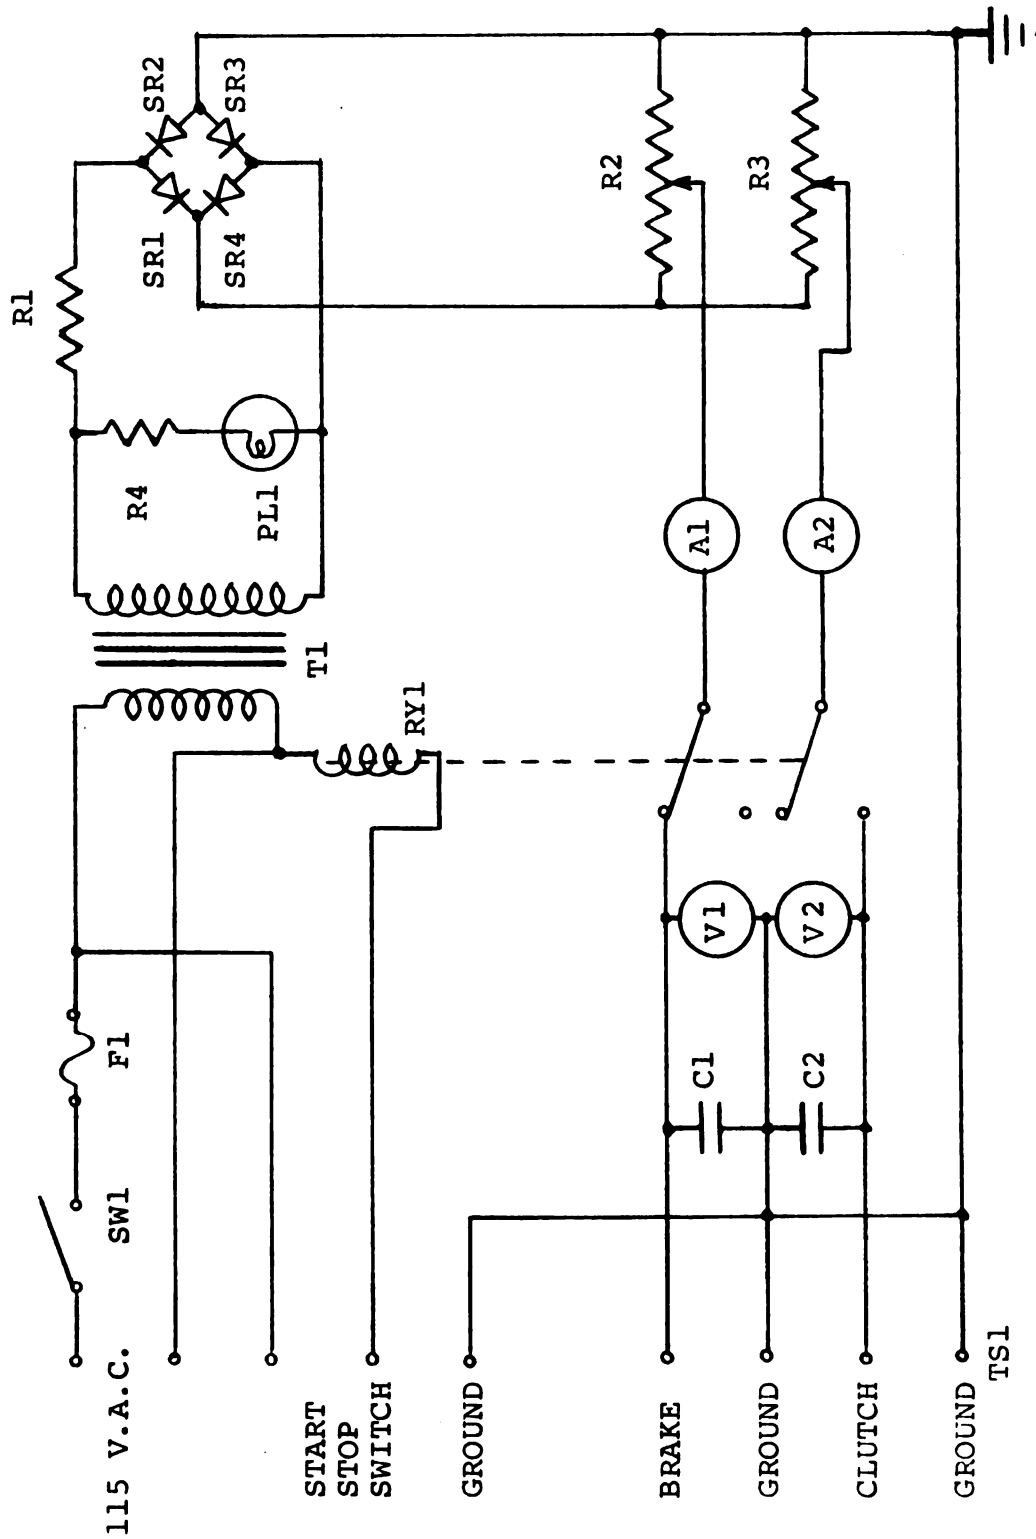 115 V.A.C.
SW1
F1
START
STOP
SWITCH
GROUND
BRAKE
GROUND
CLUTCH
GROUND
TS1
C1
C2
V1
V2
RY1
T1
R4
PL1
R1
SR1
SR2
SR4
SR3
A1
A2
R2
R3